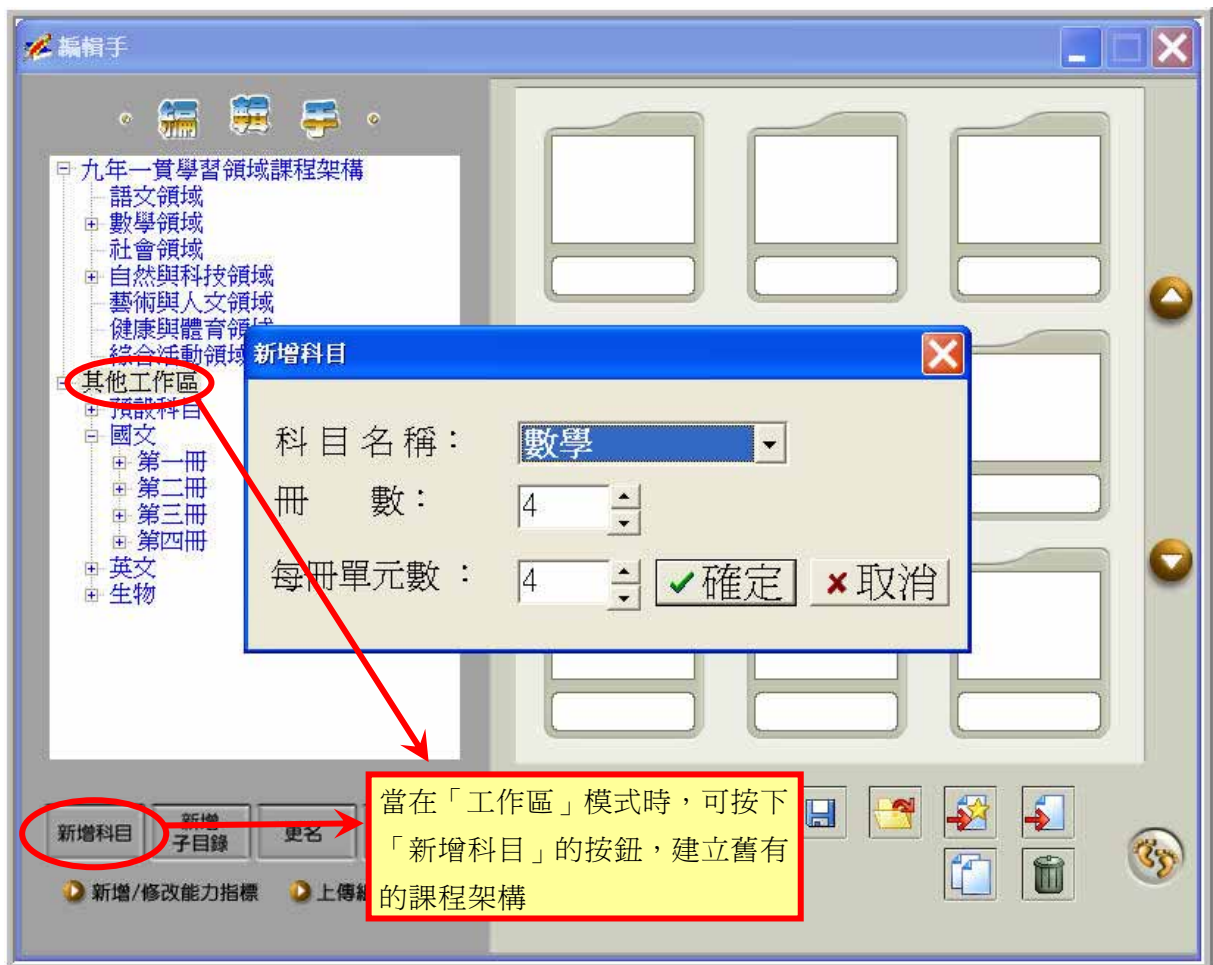 編輯手
編輯手
九年一貫學習領域課程架構
語文領域
數學領域
社會領域
自然與科技領域
藝術與人文領域
健康與體育領域
綜合活動領域
其他工作區
預設科目
國文
第一冊
第二冊
第三冊
第四冊
英文
生物
新增科目
科目名稱：
數學
冊 數：
4
每冊單元數：
4
確定
取消
新增科目
新增
子目錄
更名
新增/修改能力指標
上傳
當在「工作區」模式時，可按下
「新增科目」的按鈕，建立舊有
的課程架構